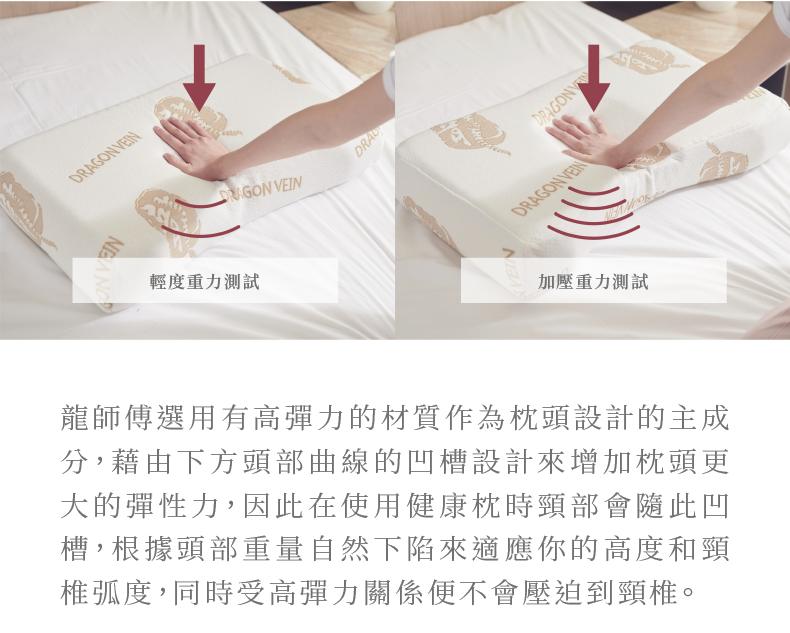 DRAGON VEIN
DRAGON VEIN
DRAGON VEIN
DRAGON VEIN
輕度重力測試
加壓重力測試
龍師傅選用有高彈力的材質作為枕頭設計的主成
分，藉由下方頭部曲線的凹槽設計來增加枕頭更
大的彈性力，因此在使用健康枕時頸部會隨此凹
槽，根據頭部重量自然下陷來適應你的高度和頸
椎弧度，同時受高彈力關係便不會壓迫到頸椎。